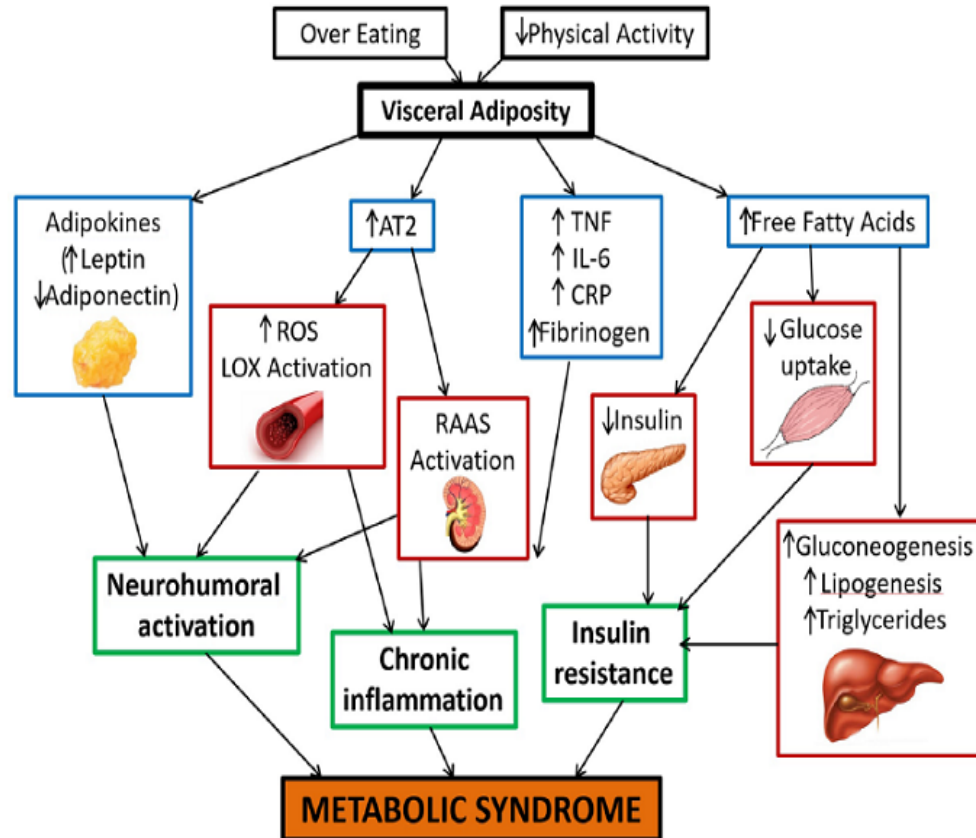 Over Eating
↓Physical Activity
Visceral Adiposity
Adipokines
(↑Leptin
↓Adiponectin)
↑AT2
↑ TNF
↑ IL-6
↑ CRP
↑Fibrinogen
↑Free Fatty Acids
↑ ROS
LOX Activation
RAAS
Activation
↓Insulin
↓ Glucose
uptake
↑Gluconeogenesis
↑ Lipogenesis
↑Triglycerides
Neurohumoral
activation
Chronic
inflammation
Insulin
resistance
METABOLIC SYNDROME